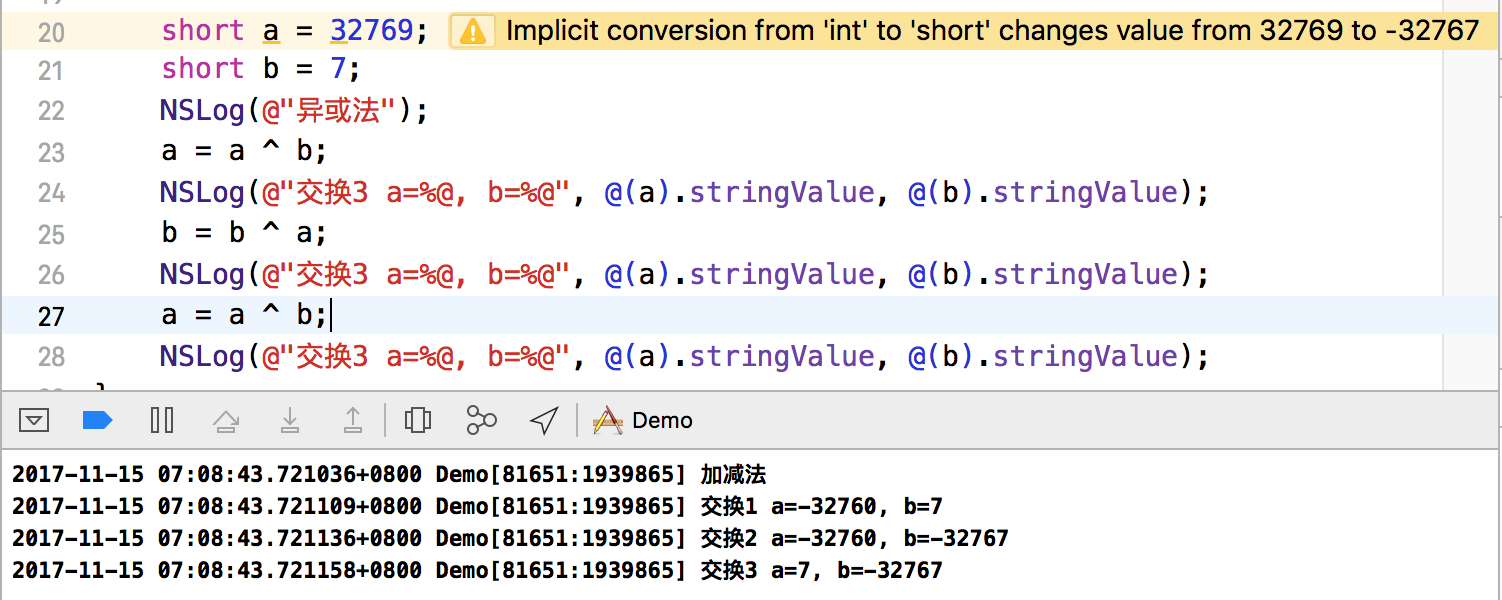 20 short a = 32769; Implicit conversion from 'int' to 'short' changes value from 32769 to -32767
21 short b = 7;
22 NSLog(@"异或法");
23 a = a ^ b;
24 NSLog(@"交换3 a=%@, b=%@", @(a).stringValue, @(b).stringValue);
25 b = b ^ a;
26 NSLog(@"交换3 a=%@, b=%@", @(a).stringValue, @(b).stringValue);
27 a = a ^ b;
28 NSLog(@"交换3 a=%@, b=%@", @(a).stringValue, @(b).stringValue);
Demo
2017-11-15 07:08:43.721036+0800 Demo[81651:1939865] 加减法
2017-11-15 07:08:43.721109+0800 Demo[81651:1939865] 交换1 a=-32760, b=7
2017-11-15 07:08:43.721136+0800 Demo[81651:1939865] 交换2 a=-32760, b=-32767
2017-11-15 07:08:43.721158+0800 Demo[81651:1939865] 交换3 a=7, b=-32767